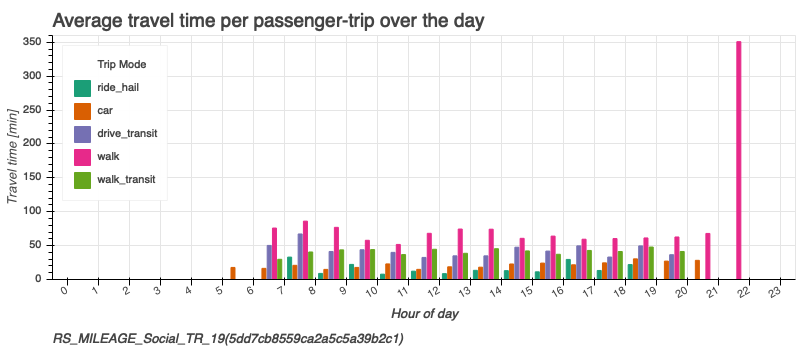 Average travel time per passenger-trip over the day
Travel time [min]
350
300
250
200
150
100
50
0
Trip Mode
ride_hail
car
drive_transit
walk
walk_transit
0 1 2 3 4 5 6 7 8 9 10 11 12 13 14 15 16 17 18 19 20 21 22 23
Hour of day
RS_MILEAGE_Social_TR_19(5dd7cb8559ca2a5c5a39b2c1)